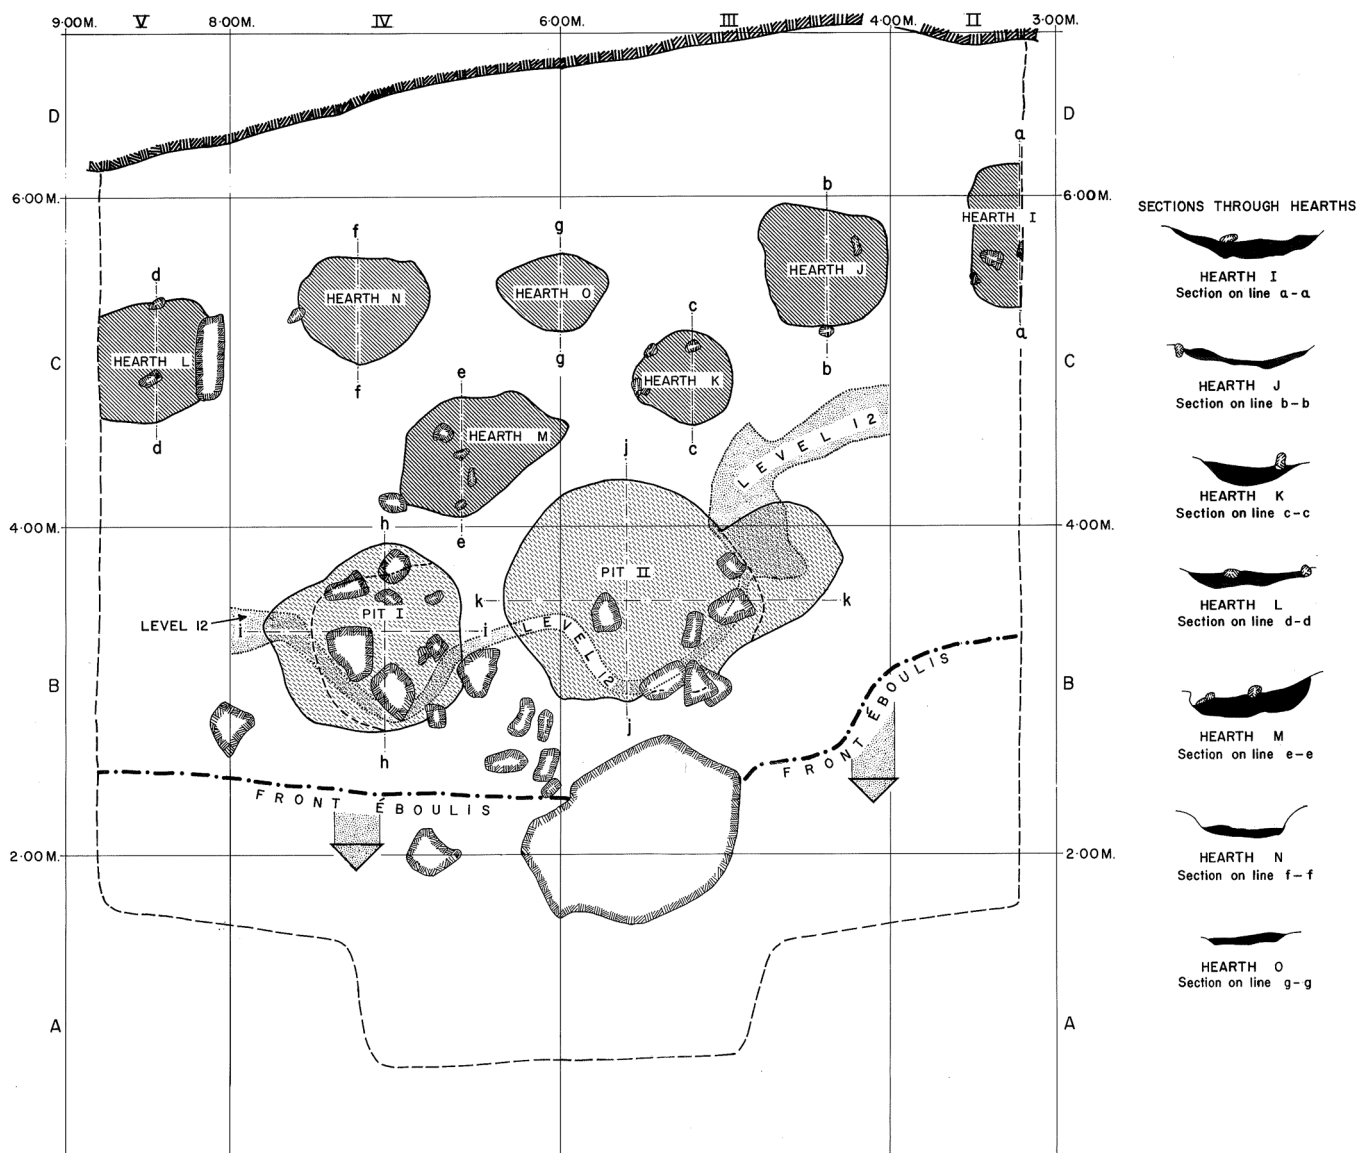 9·00M. V 8·00M. IV 6·00M. III 4·00M. II 3·00M.
D D
a
6·00M. 6·00M.
b
HEARTH I
f g
HEARTH J
d
HEARTH N HEARTH O
c
a
C HEARTH L C
g b
HEARTH K
f e
HEARTH M
d c
j
LEVEL 12
4·00M. 4·00M.
h e
PIT II
k k
PIT I
LEVEL 12 i i
LEVEL 12
B B
j
h
FRONT ÉBOULIS
FRONT ÉBOULIS
2·00M. 2·00M.
A A
SECTIONS THROUGH HEARTHS
HEARTH I
Section on line a-a
HEARTH J
Section on line b-b
HEARTH K
Section on line c-c
HEARTH L
Section on line d-d
HEARTH M
Section on line e-e
HEARTH N
Section on line f-f
HEARTH O
Section on line g-g